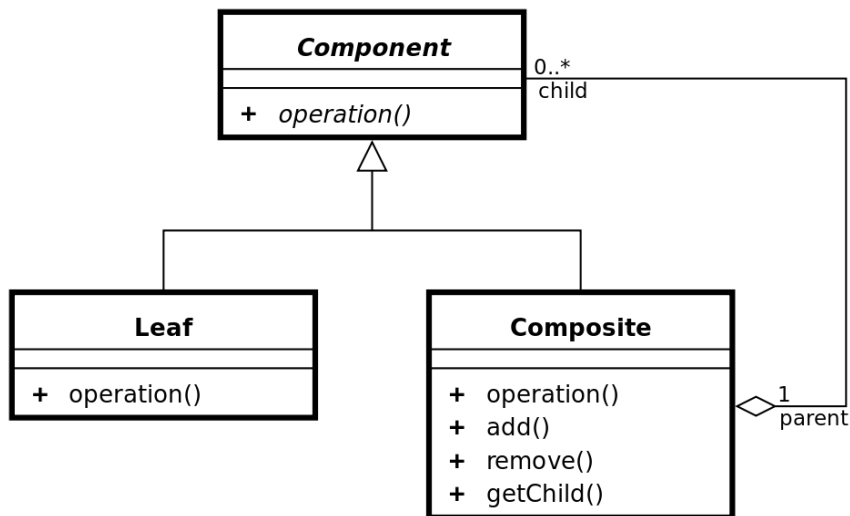 Component
0..*
child
+ operation()
Leaf
+ operation()
Composite
+ operation()
+ add()
+ remove()
+ getChild()
1
parent